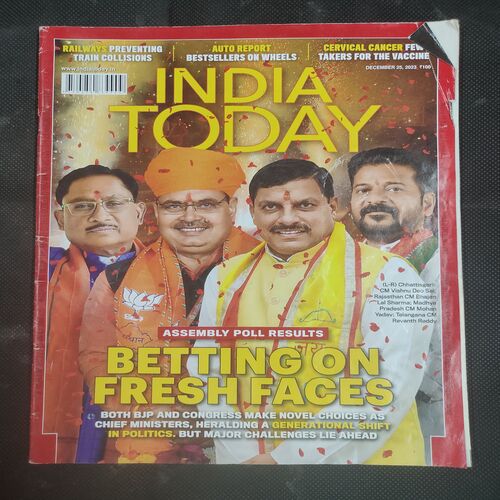 RAILWAYS PREVENTING
TRAIN COLLISIONS
AUTO REPORT
BESTSELLERS ON WHEELS
CERVICAL CANCER FEW
TAKERS FOR THE VACCINE
www.indiatoday.in
DECEMBER 25, 2023 ₹100
INDIA
TODAY
(L-R) Chhattisgarh
CM Vishnu Deo Sai;
Rajasthan CM Bhajan
Lal Sharma; Madhya
Pradesh CM Mohan
Yadav; Telangana CM
Revanth Reddy
ASSEMBLY POLL RESULTS
BETTING ON
FRESH FACES
BOTH BJP AND CONGRESS MAKE NOVEL CHOICES AS
CHIEF MINISTERS, HERALDING A GENERATIONAL SHIFT
IN POLITICS. BUT MAJOR CHALLENGES LIE AHEAD